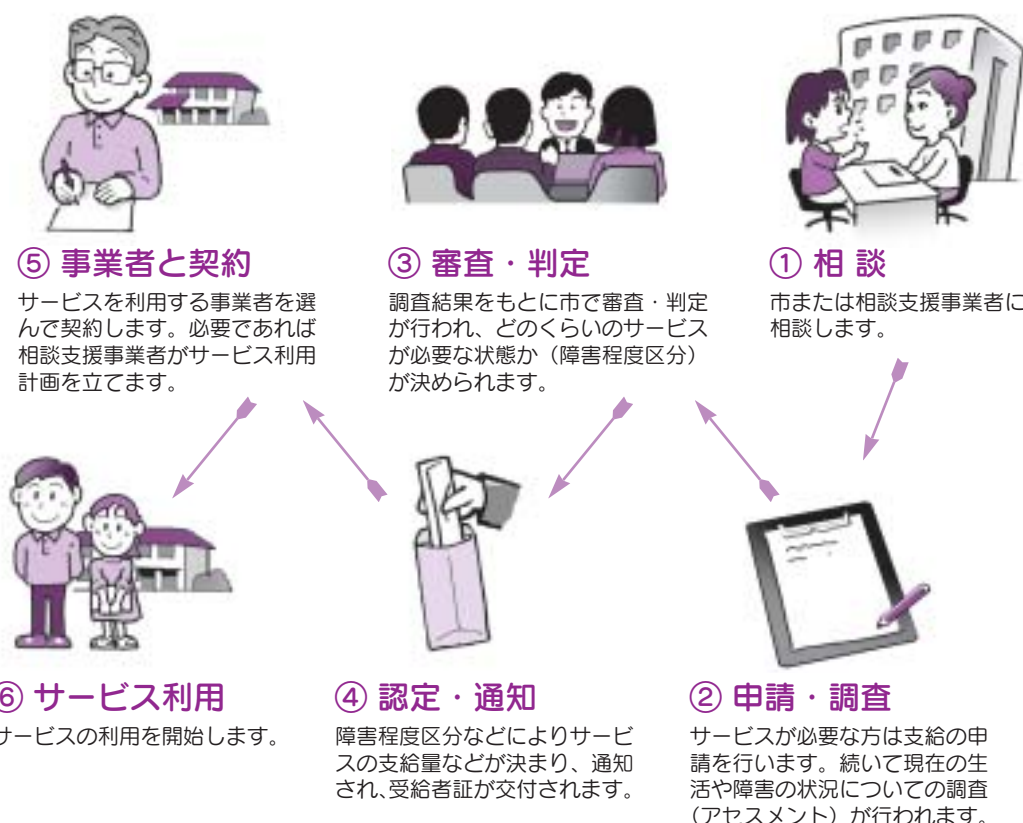 ① 相 談
市または相談支援事業者に
相談します。
② 申請・調査
サービスが必要な方は支給の申
請を行います。続いて現在の生
活や障害の状況についての調査
（アセスメント）が行われます。
③ 審査・判定
調査結果をもとに市で審査・判定
が行われ、どのくらいのサービス
が必要な状態か（障害程度区分）
が決められます。
④ 認定・通知
障害程度区分などによりサービ
スの支給量などが決まり、通知
され、受給者証が交付されます。
⑤ 事業者と契約
サービスを利用する事業者を選
んで契約します。必要であれば
相談支援事業者がサービス利用
計画を立てます。
⑥ サービス利用
サービスの利用を開始します。